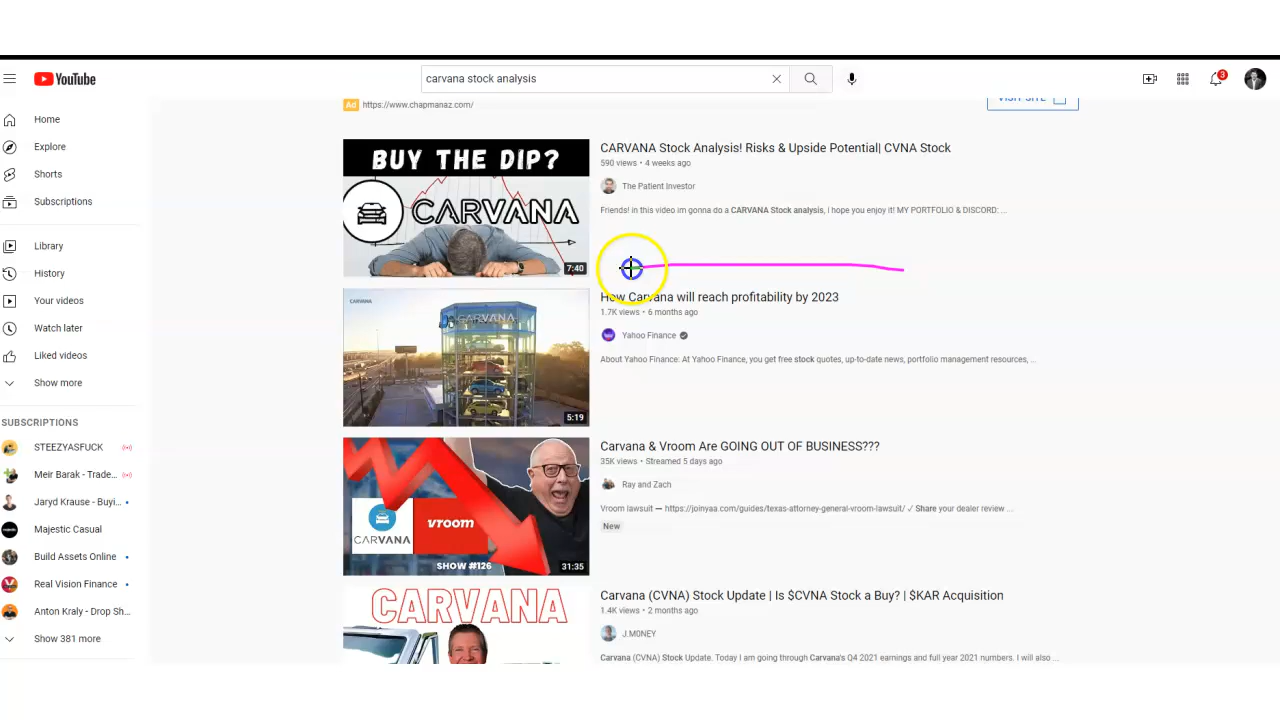 YouTube
carvana stock analysis
3
Home
Explore
Shorts
Subscriptions
Library
History
Your videos
Watch later
Liked videos
Show more
SUBSCRIPTIONS
STEEZYASFUCK
Meir Barak - Trade...
Jaryd Krause - Buyi...
Majestic Casual
Build Assets Online
Real Vision Finance
Anton Kraly - Drop Sh...
Show 381 more
Ad https://www.chapmanaz.com/
VISIT SITE
BUY THE DIP?
CARVANA
7:40
CARVANA Stock Analysis! Risks & Upside Potential| CVNA Stock
590 views • 4 weeks ago
The Patient Investor
Friends! in this video im gonna do a CARVANA Stock analysis, i hope you enjoy it! MY PORTFOLIO & DISCORD: ...
CARVANA
CARVANA
5:19
How Carvana will reach profitability by 2023
1.7K views • 6 months ago
Yahoo Finance
About Yahoo Finance: At Yahoo Finance, you get free stock quotes, up-to-date news, portfolio management resources, ...
CARVANA
vroom
SHOW #126
31:35
Carvana & Vroom Are GOING OUT OF BUSINESS???
35K views • Streamed 5 days ago
Ray and Zach
Vroom lawsuit — https://joinyaa.com/guides/texas-attorney-general-vroom-lawsuit/ ✓ Share your dealer review ...
New
CARVANA
Carvana (CVNA) Stock Update | Is $CVNA Stock a Buy? | $KAR Acquisition
1.4K views • 2 months ago
J.M0NEY
Carvana (CVNA) Stock Update. Today I am going through Carvana's Q4 2021 earnings and full year 2021 numbers. I will also ...